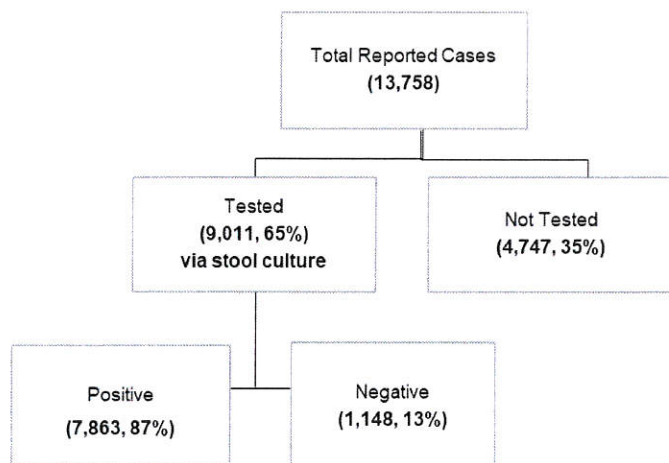 Total Reported Cases
(13,758)
Tested
(9,011, 65%)
via stool culture
Not Tested
(4,747, 35%)
Positive
(7,863, 87%)
Negative
(1,148, 13%)